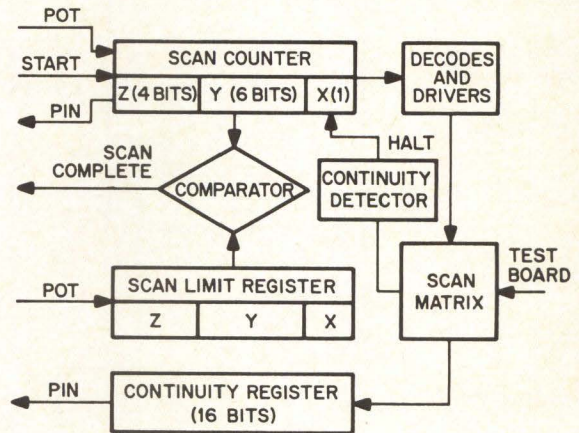 POT
START
PIN
SCAN COUNTER
Z (4 BITS) Y (6 BITS) X (1)
DECODES
AND
DRIVERS
SCAN
COMPLETE
COMPARATOR
HALT
CONTINUITY
DETECTOR
POT
SCAN LIMIT REGISTER
Z Y X
SCAN
MATRIX
TEST
BOARD
PIN
CONTINUITY REGISTER
(16 BITS)